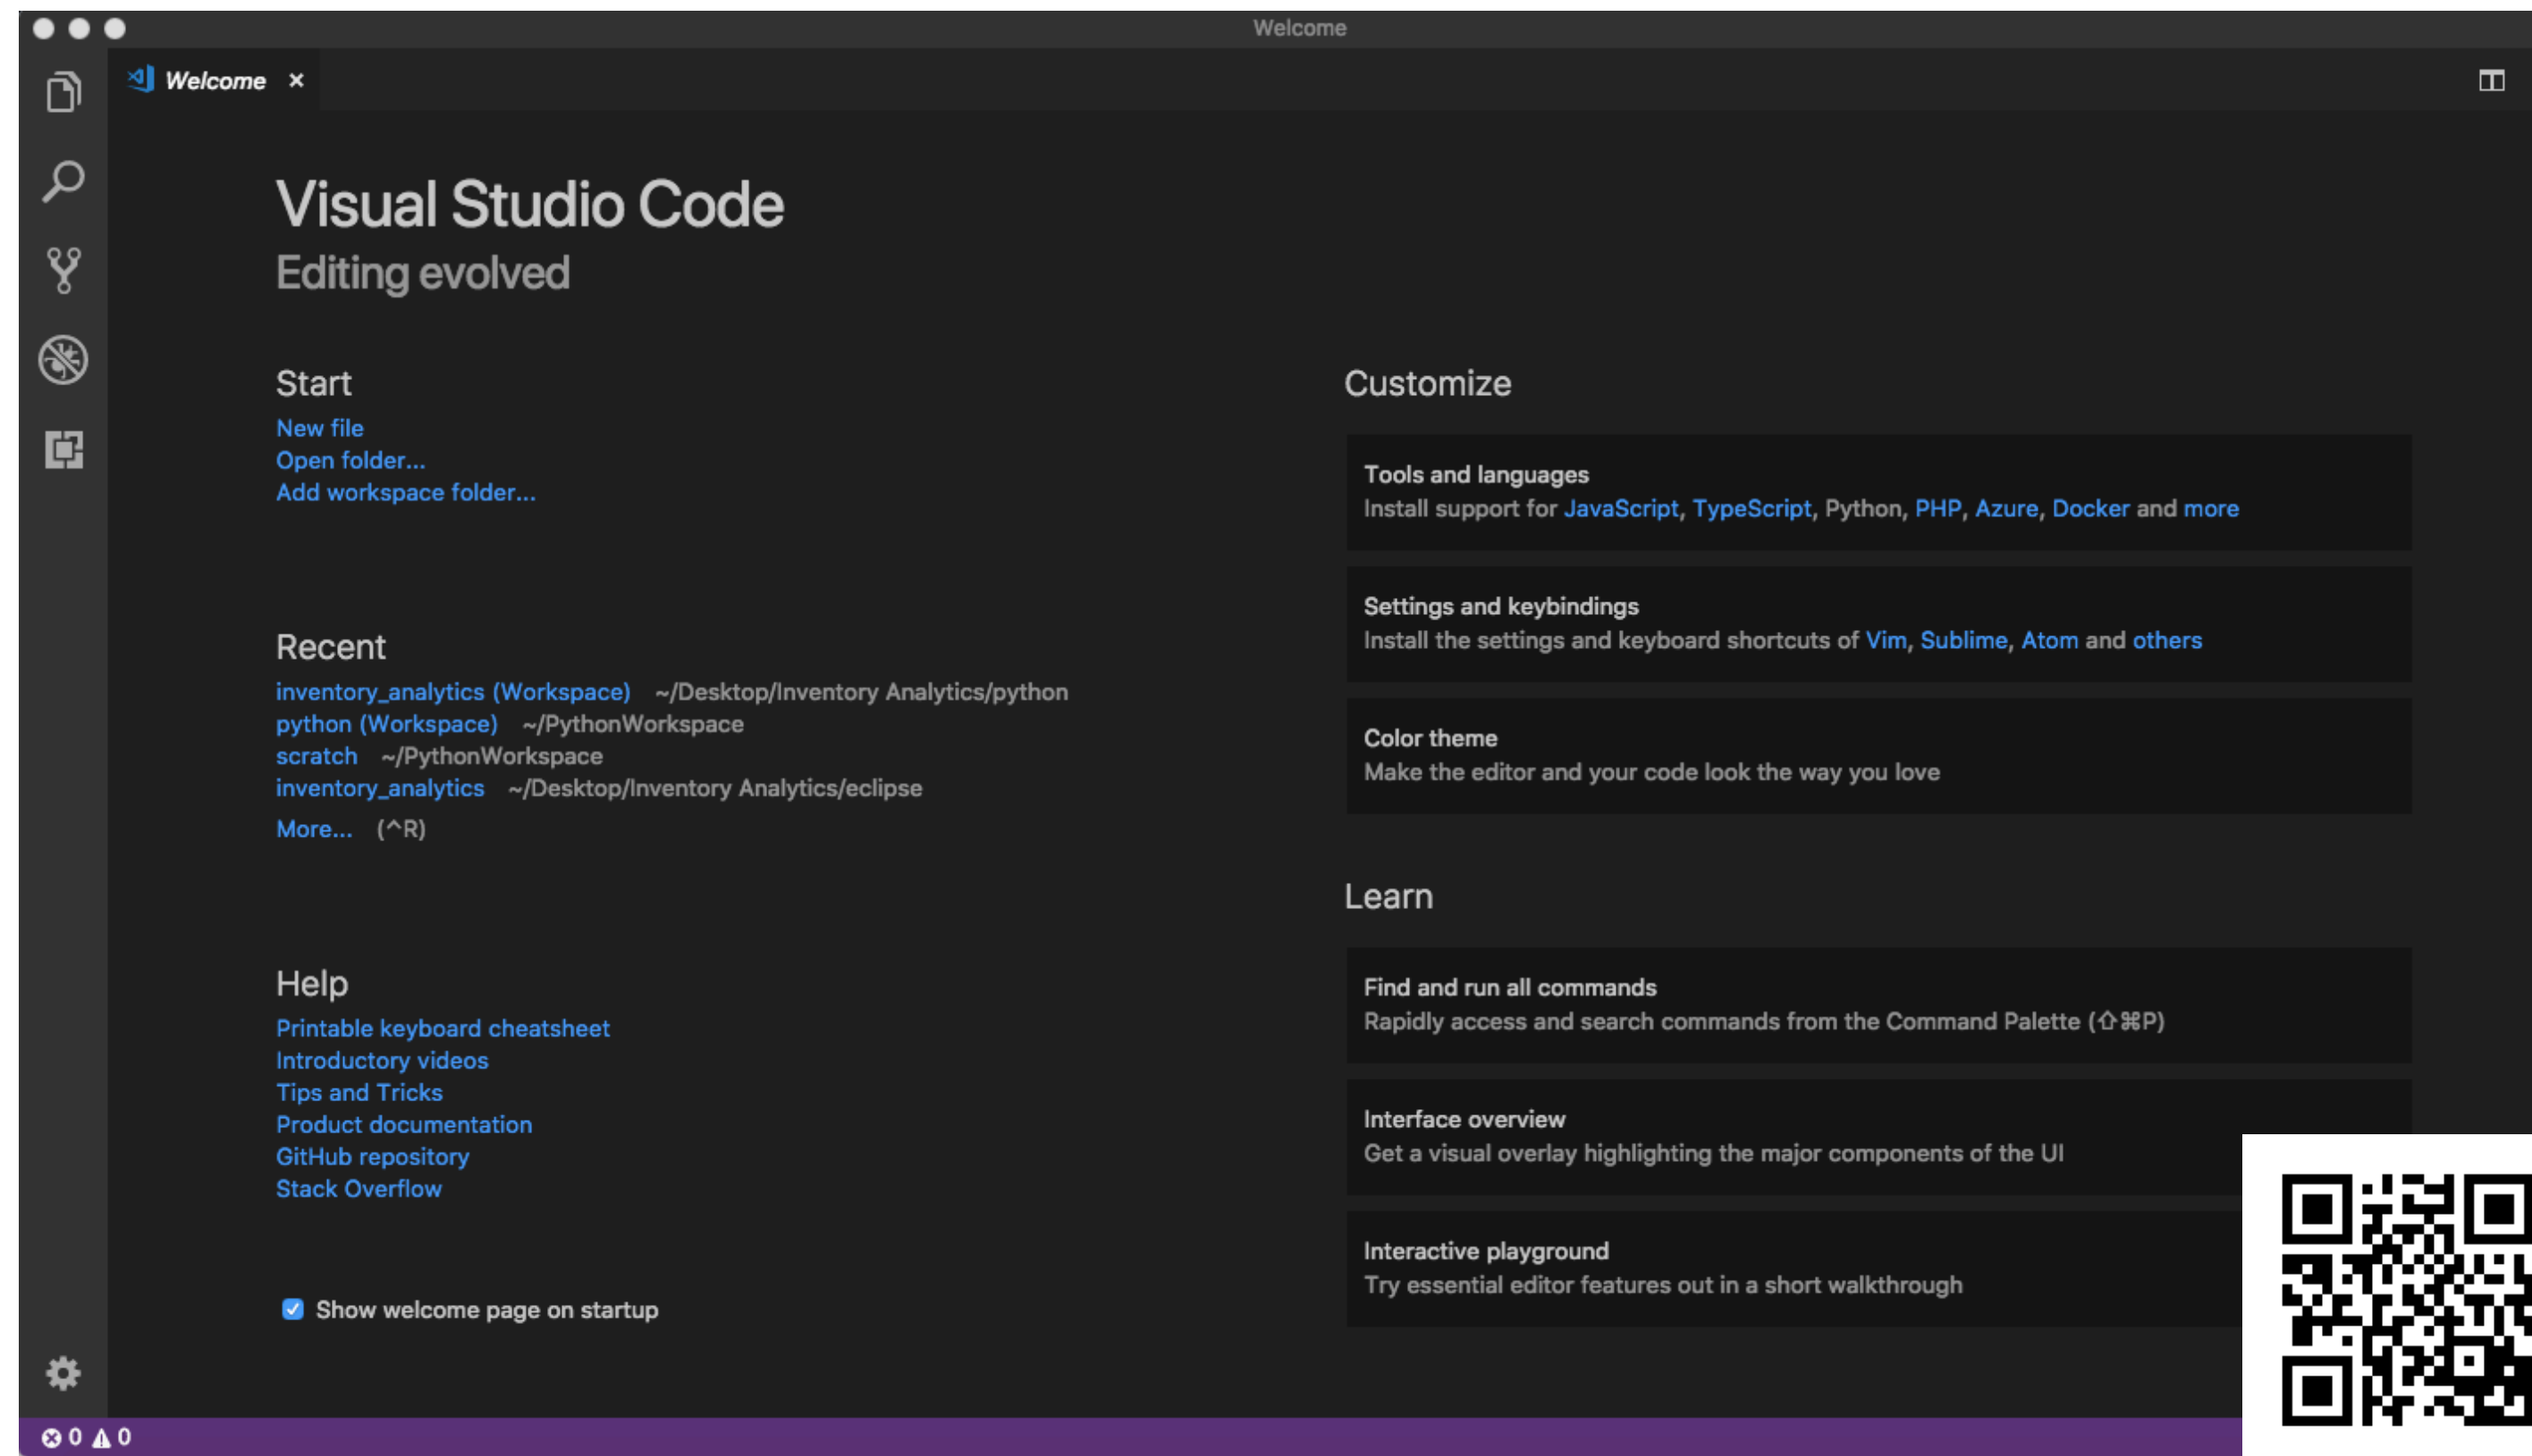 Welcome
Welcome ×
Visual Studio Code
Editing evolved
Start
New file
Open folder...
Add workspace folder...
Recent
inventory_analytics (Workspace) ~/Desktop/Inventory Analytics/python
python (Workspace) ~/PythonWorkspace
scratch ~/PythonWorkspace
inventory_analytics ~/Desktop/Inventory Analytics/eclipse
More... (^R)
Help
Printable keyboard cheatsheet
Introductory videos
Tips and Tricks
Product documentation
GitHub repository
Stack Overflow
Show welcome page on startup
Customize
Tools and languages
Install support for JavaScript, TypeScript, Python, PHP, Azure, Docker and more
Settings and keybindings
Install the settings and keyboard shortcuts of Vim, Sublime, Atom and others
Color theme
Make the editor and your code look the way you love
Learn
Find and run all commands
Rapidly access and search commands from the Command Palette (⇧⌘P)
Interface overview
Get a visual overlay highlighting the major components of the UI
Interactive playground
Try essential editor features out in a short walkthrough
0 0